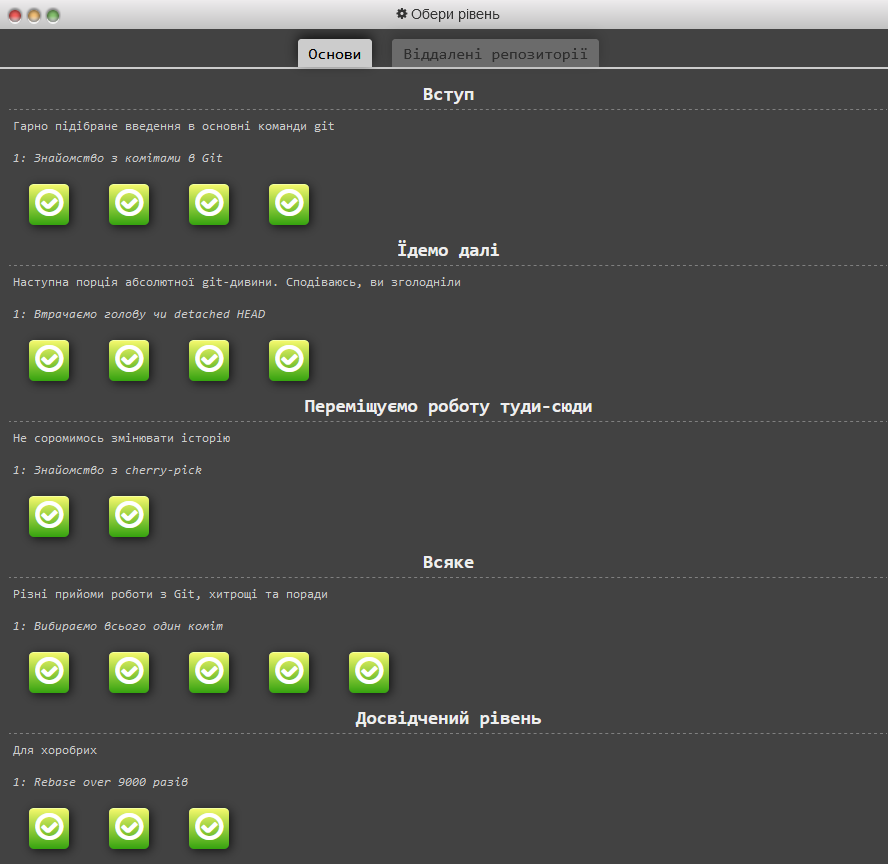 Обери рівень
Основи
Віддалені репозиторії
Вступ
Гарно підібране введення в основні команди git
1: Знайомство з комітами в Git
Їдемо далі
Наступна порція абсолютної git-дивини. Сподіваюсь, ви зголодніли
1: Втрачаємо голову чи detached HEAD
Переміщуємо роботу туди-сюди
Не соромимось змінювати історію
1: Знайомство з cherry-pick
Всяке
Різні прийоми роботи з Git, хитрощі та поради
1: Вибираємо всього один коміт
Досвідчений рівень
Для хоробрих
1: Rebase over 9000 разів